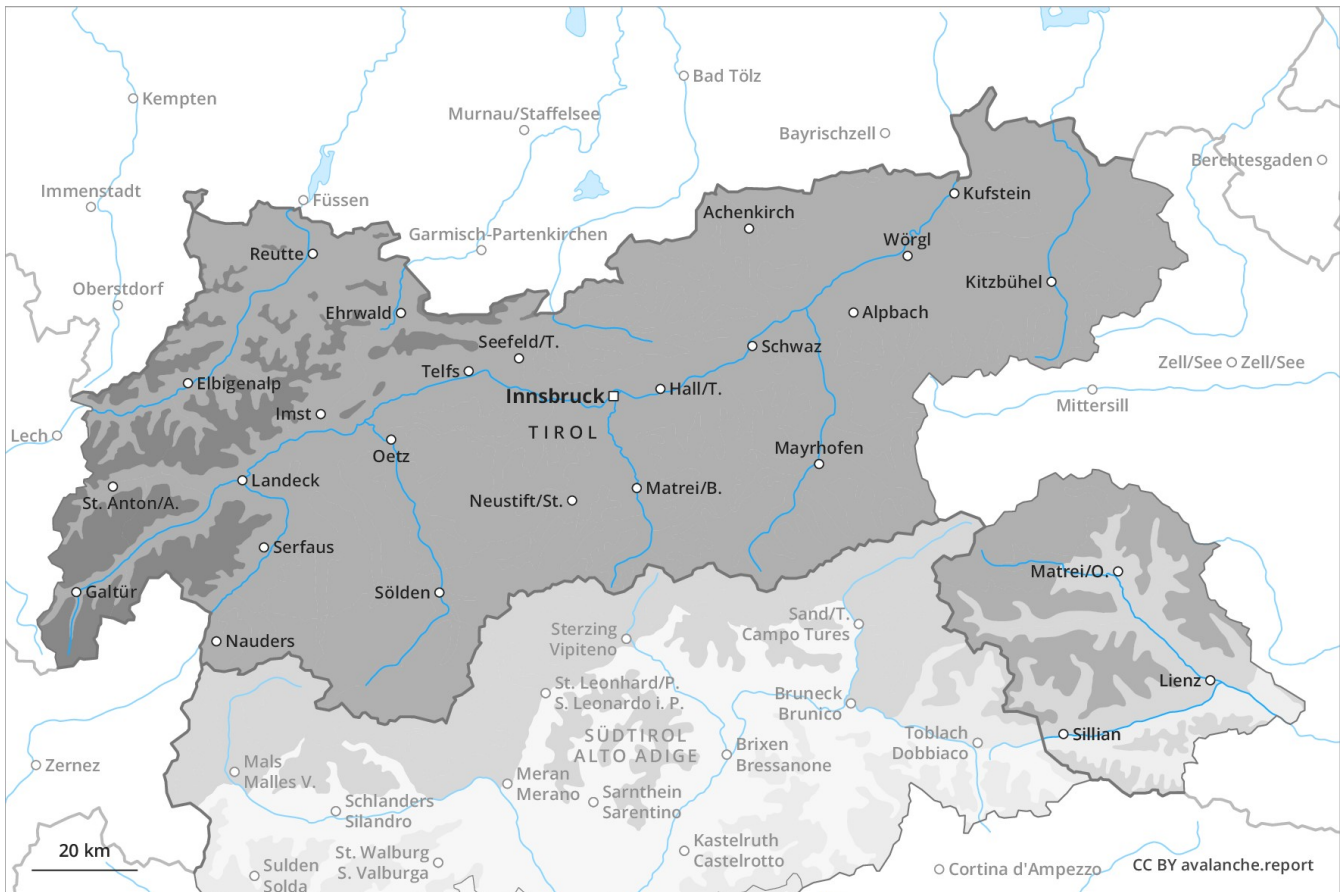 Kempten
Bad Tölz
Murnau/Staffelsee
Bayrischzell
Berchtesgaden
Immenstadt
Füssen
Kufstein
Achenkirch
Garmisch-Partenkirchen
Wörgl
Reutte
Oberstdorf
Kitzbühel
Ehrwald
Alpbach
Seefeld/T.
Schwaz
Telfs
Zell/See
Zell/See
Elbigenalp
Hall/T.
Mittersill
Innsbruck
Imst
TIROL
Lech
Oetz
Mayrhofen
Landeck
Matrei/B.
St. Anton/A.
Neustift/St.
Serfaus
Matrei/O.
Galtür
Sölden
Sand/T.
Campo Tures
Nauders
Sterzing
Vipiteno
Lienz
St. Leonhard/P.
S. Leonardo i. P.
Bruneck
Brunico
Sillian
SÜDTIROL
ALTO ADIGE
Toblach
Dobbiaco
Brixen
Bressanone
Zernez
Mals
Malles V.
Meran
Merano
Schlanders
Silandro
Sarnthein
Sarentino
Kastelruth
Castelrotto
20 km
St. Walburg
S. Valburga
Sulden
Solda
Cortina d'Ampezzo
CC BY avalanche.report